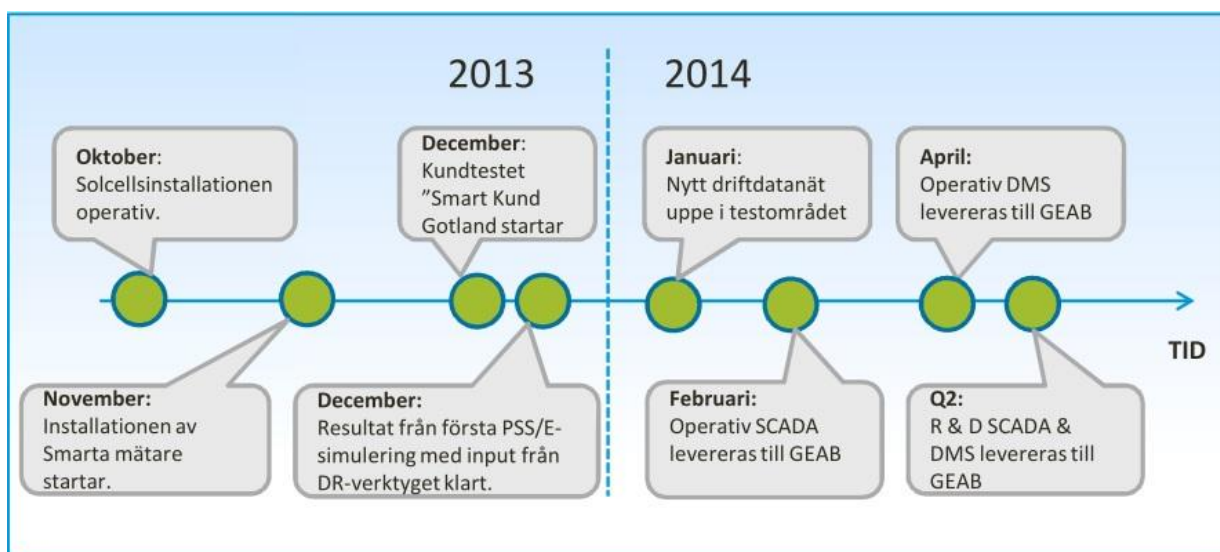 2013
2014
Oktober:
Solcellsinstallationen
operativ.
December:
Kundtestet
”Smart Kund
Gotland startar
Januari:
Nytt driftdatanät
uppe i testområdet
April:
Operativ DMS
levereras till GEAB
TID
November:
Installationen av
Smarta mätare
startar.
December:
Resultat från första PSS/E-
simulering med input från
DR-verktyget klart.
Februari:
Operativ SCADA
levereras till GEAB
Q2:
R & D SCADA &
DMS levereras till
GEAB